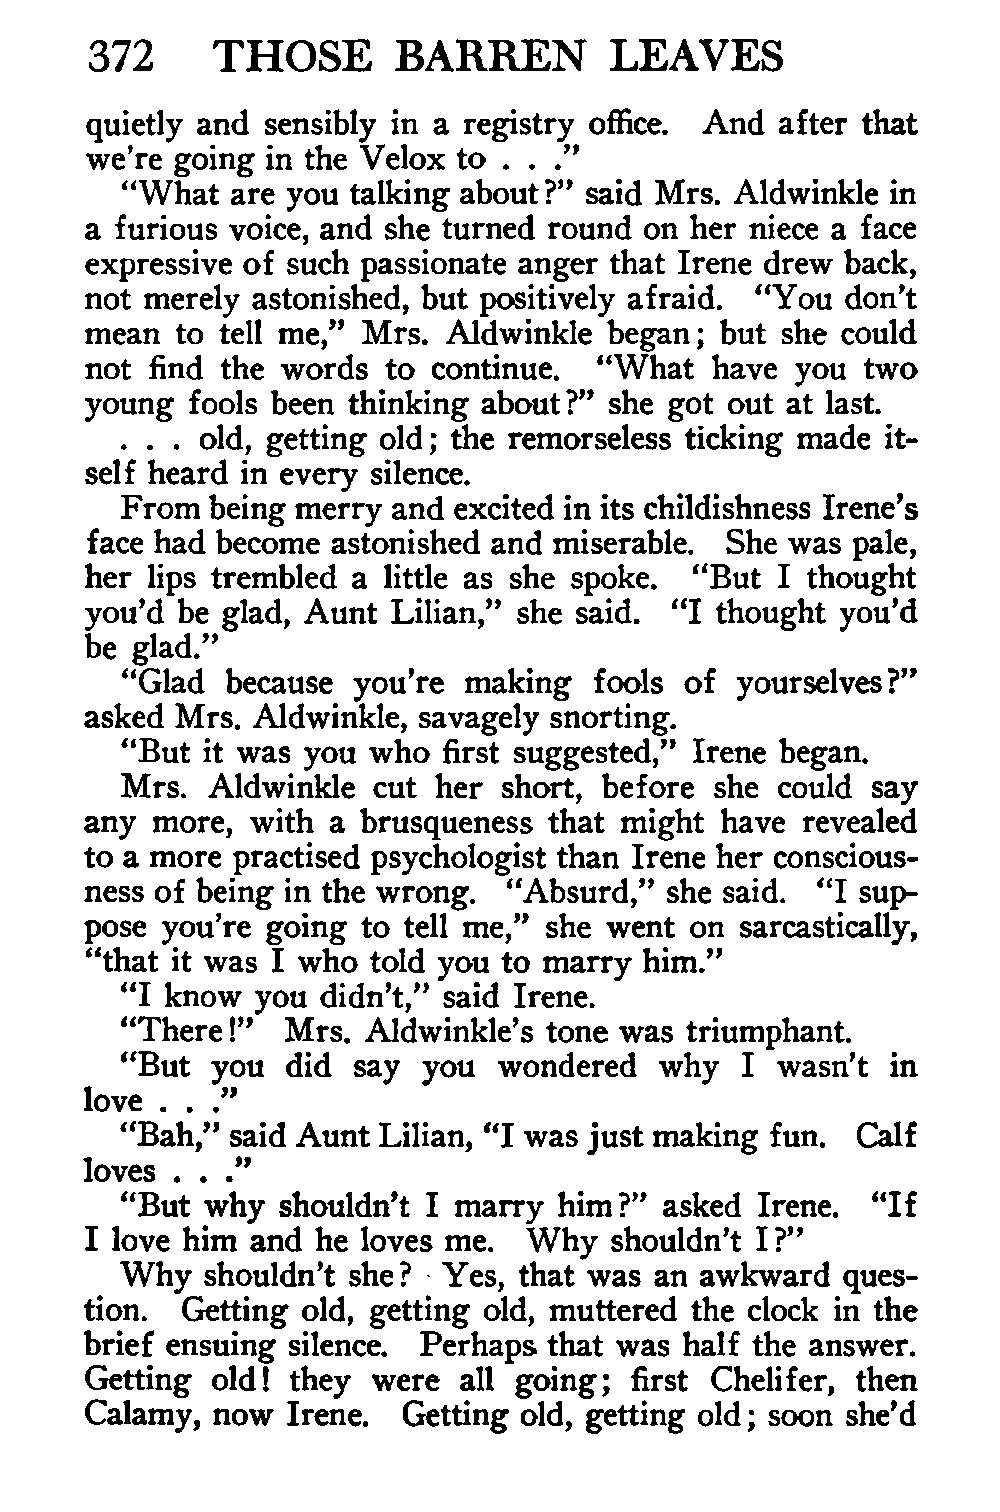 372 THOSE BARREN LEAVES
quietly and sensibly in a registry office. And after that
we're going in the Velox to . . ."
"What are you talking about?" said Mrs. Aldwinkle in
a furious voice, and she turned round on her niece a face
expressive of such passionate anger that Irene drew back,
not merely astonished, but positively afraid. "You don't
mean to tell me," Mrs. Aldwinkle began; but she could
not find the words to continue. "What have you two
young fools been thinking about?" she got out at last.
. . . old, getting old; the remorseless ticking made it-
self heard in every silence.
From being merry and excited in its childishness Irene's
face had become astonished and miserable. She was pale,
her lips trembled a little as she spoke. "But I thought
you'd be glad, Aunt Lilian," she said. "I thought you'd
be glad."
"Glad because you're making fools of yourselves?"
asked Mrs. Aldwinkle, savagely snorting.
"But it was you who first suggested," Irene began.
Mrs. Aldwinkle cut her short, before she could say
any more, with a brusqueness that might have revealed
to a more practised psychologist than Irene her conscious-
ness of being in the wrong. "Absurd," she said. "I sup-
pose you're going to tell me," she went on sarcastically,
"that it was I who told you to marry him."
"I know you didn't," said Irene.
"There!" Mrs. Aldwinkle's tone was triumphant.
"But you did say you wondered why I wasn't in
love . . ."
"Bah," said Aunt Lilian, "I was just making fun. Calf
loves . . ."
"But why shouldn't I marry him?" asked Irene. "If
I love him and he loves me. Why shouldn't I?"
Why shouldn't she? Yes, that was an awkward ques-
tion. Getting old, getting old, muttered the clock in the
brief ensuing silence. Perhaps that was half the answer.
Getting old! they were all going; first Chelifer, then
Calamy, now Irene. Getting old, getting old; soon she'd